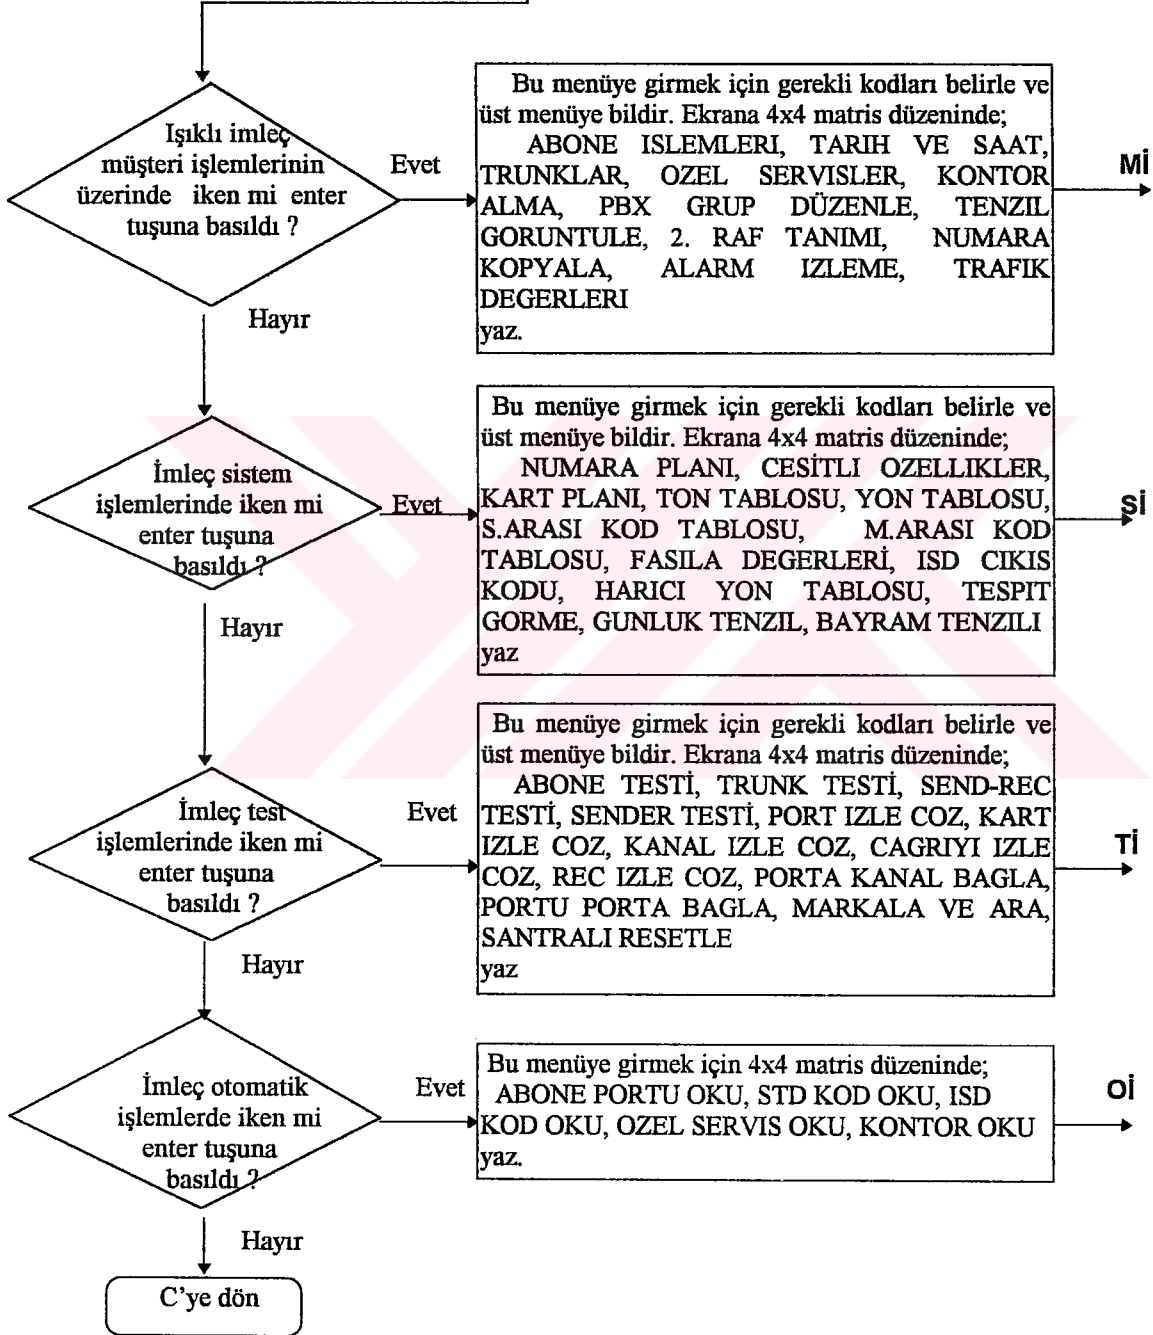 Işıklı imleç
müşteri işlemlerinin
üzerinde iken mi enter
tuşuna basıldı ?
Evet
Bu menüye girmek için gerekli kodları belirle ve
üst menüye bildir. Ekrana 4x4 matris düzeninde;
ABONE ISLEMLERI, TARIH VE SAAT,
TRUNKLAR, OZEL SERVISLER, KONTOR
ALMA, PBX GRUP DÜZENLE, TENZIL
GORUNTULE, 2. RAF TANIMI, NUMARA
KOPYALA, ALARM IZLEME, TRAFIK
DEGERLERI
yaz.
Mİ
Hayır
İmleç sistem
işlemlerinde iken mi
enter tuşuna
basıldı ?
Evet
Bu menüye girmek için gerekli kodları belirle ve
üst menüye bildir. Ekrana 4x4 matris düzeninde;
NUMARA PLANI, CESİTLI OZELLIKLER,
KART PLANI, TON TABLOSU, YON TABLOSU,
S.ARASI KOD TABLOSU, M.ARASI KOD
TABLOSU, FASILA DEGERLERİ, ISD CIKIS
KODU, HARICI YON TABLOSU, TESPIT
GORME, GUNLUK TENZIL, BAYRAM TENZILI
yaz
Sİ
Hayır
İmleç test
işlemlerinde iken mi
enter tuşuna
basıldı ?
Evet
Bu menüye girmek için gerekli kodları belirle ve
üst menüye bildir. Ekrana 4x4 matris düzeninde;
ABONE TESTİ, TRUNK TESTİ, SEND-REC
TESTİ, SENDER TESTİ, PORT IZLE COZ, KART
IZLE COZ, KANAL IZLE COZ, CAGRIYI IZLE
COZ, REC IZLE COZ, PORTA KANAL BAGLA,
PORTU PORTA BAGLA, MARKALA VE ARA,
SANTRALI RESETLE
yaz
Tİ
Hayır
İmleç otomatik
işlemlerde iken mi
enter tuşuna
basıldı ?
Evet
Bu menüye girmek için 4x4 matris düzeninde;
ABONE PORTU OKU, STD KOD OKU, ISD
KOD OKU, OZEL SERVIS OKU, KONTOR OKU
yaz.
Oİ
Hayır
C'ye dön